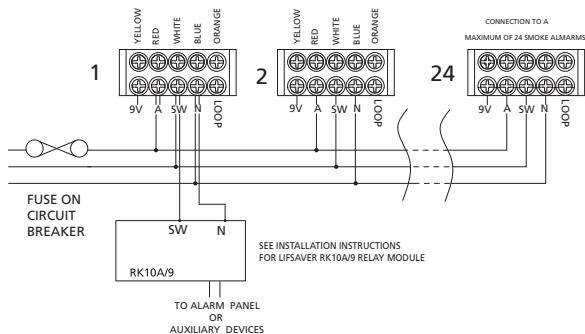 YELLOW RED WHITE BLUE ORANGE
YELLOW RED WHITE BLUE ORANGE
CONNECTION TO A
MAXIMUM OF 24 SMOKE ALMARMS
1
2
24
9V A SW N LOOP
9V A SW N LOOP
9V A SW N LOOP
FUSE ON
CIRCUIT
BREAKER
SW N
RK10A/9
SEE INSTALLATION INSTRUCTIONS
FOR LIFSAVER RK10A/9 RELAY MODULE
TO ALARM PANEL
OR
AUXILIARY DEVICES